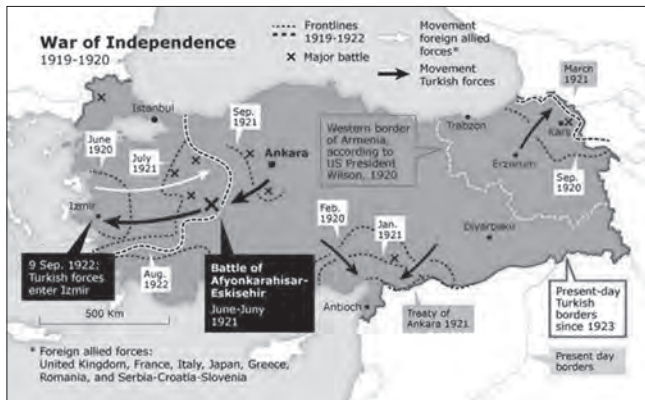 War of Independence
1919-1920
Frontlines
1919-1922
Major battle
Movement
foreign allied
forces*
Movement
Turkish forces
March
1921
Istanbul
Sep.
1921
June
1920
July
1921
Ankara
Trabzon
Kars
Western border
of Armenia,
according to
US President
Wilson, 1920
Erzurum
Sep.
1920
Izmir
Feb.
1920
Jan.
1921
Diyarbakir
9 Sep. 1922:
Turkish forces
enter Izmir
Aug.
1922
Battle of
Afyonkarahisar-
Eskisehir
June-Juny
1921
500 Km
Anbioch
Treaty of
Ankara 1921
Present-day
Turkish
borders
since 1923
Present day
borders
* Foreign allied forces:
United Kingdom, France, Italy, Japan, Greece,
Romania, and Serbia-Croatia-Slovenia